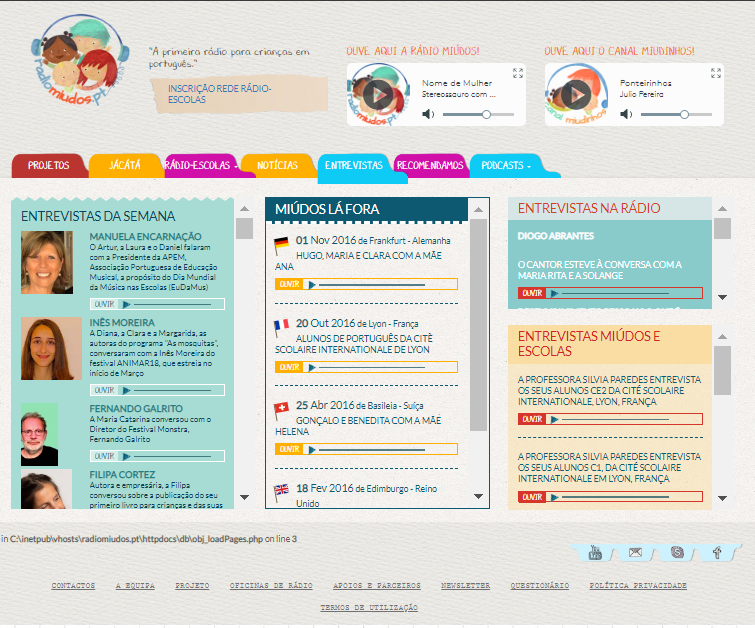 radiomiudos.pt
"A primeira rádio para crianças em
português."
INSCRIÇÃO REDE RÁDIO-
ESCOLAS
OUVE AQUI A RÁDIO MIÚDOS!
Nome de Mulher
Stereossauro com ...
OUVE AQUI O CANAL MIUDINHOS!
canal miudinhos
Ponteirinhos
Julio Pereira
PROJETOS
JÁCÁTÁ
RÁDIO-ESCOLAS
NOTÍCIAS
ENTREVISTAS
RECOMENDAMOS
PODCASTS
ENTREVISTAS DA SEMANA
MANUELA ENCARNAÇÃO
O Artur, a Laura e o Daniel falaram
com a Presidente da APEM,
Associação Portuguesa de Educação
Musical, a propósito do Dia Mundial
da Música nas Escolas (EuDaMus)
OUVIR
INÊS MOREIRA
A Diana, a Clara e a Margarida, as
autoras do programa "As mosquitas",
conversaram com a Inês Moreira do
festival ANIMAR18, que estreia no
início de Março
OUVIR
FERNANDO GALRITO
A Maria Catarina conversou com o
Diretor do Festival Monstra,
Fernando Galrito
OUVIR
FILIPA CORTEZ
Autora e empresária, a Filipa
conversou sobre a publicação do seu
primeiro livro para crianças e das suas
MIÚDOS LÁ FORA
01 Nov 2016 de Frankfurt - Alemanha
HUGO, MARIA E CLARA COM A MÃE
ANA
OUVIR
20 Out 2016 de Lyon - França
ALUNOS DE PORTUGUÊS DA CITÉ
SCOLAIRE INTERNATIONALE DE LYON
OUVIR
25 Abr 2016 de Basileia - Suíça
GONÇALO E BENEDITA COM A MÃE
HELENA
OUVIR
18 Fev 2016 de Edimburgo - Reino
Unido
ENTREVISTAS NA RÁDIO
DIOGO ABRANTES
O CANTOR ESTEVE À CONVERSA COM A
MARIA RITA E A SOLANGE
OUVIR
ENTREVISTAS MIÚDOS E
ESCOLAS
A PROFESSORA SILVIA PAREDES ENTREVISTA
OS SEUS ALUNOS CE2 DA CITÉ SCOLAIRE
INTERNATIONALE, LYON, FRANÇA
OUVIR
A PROFESSORA SILVIA PAREDES ENTREVISTA
OS SEUS ALUNOS C1, DA CITÉ SCOLAIRE
INTERNATIONALE EM LYON, FRANÇA
OUVIR
in C:\inetpub\vhosts\radiomiudos.pt\httpdocs\db\obj_loadPages.php on line 3
CONTACTOS
A EQUIPA
PROJETO
OFICINAS DE RÁDIO
APOIOS E PARCEIROS
NEWSLETTER
QUESTIONÁRIO
POLÍTICA PRIVACIDADE
TERMOS DE UTILIZAÇÃO